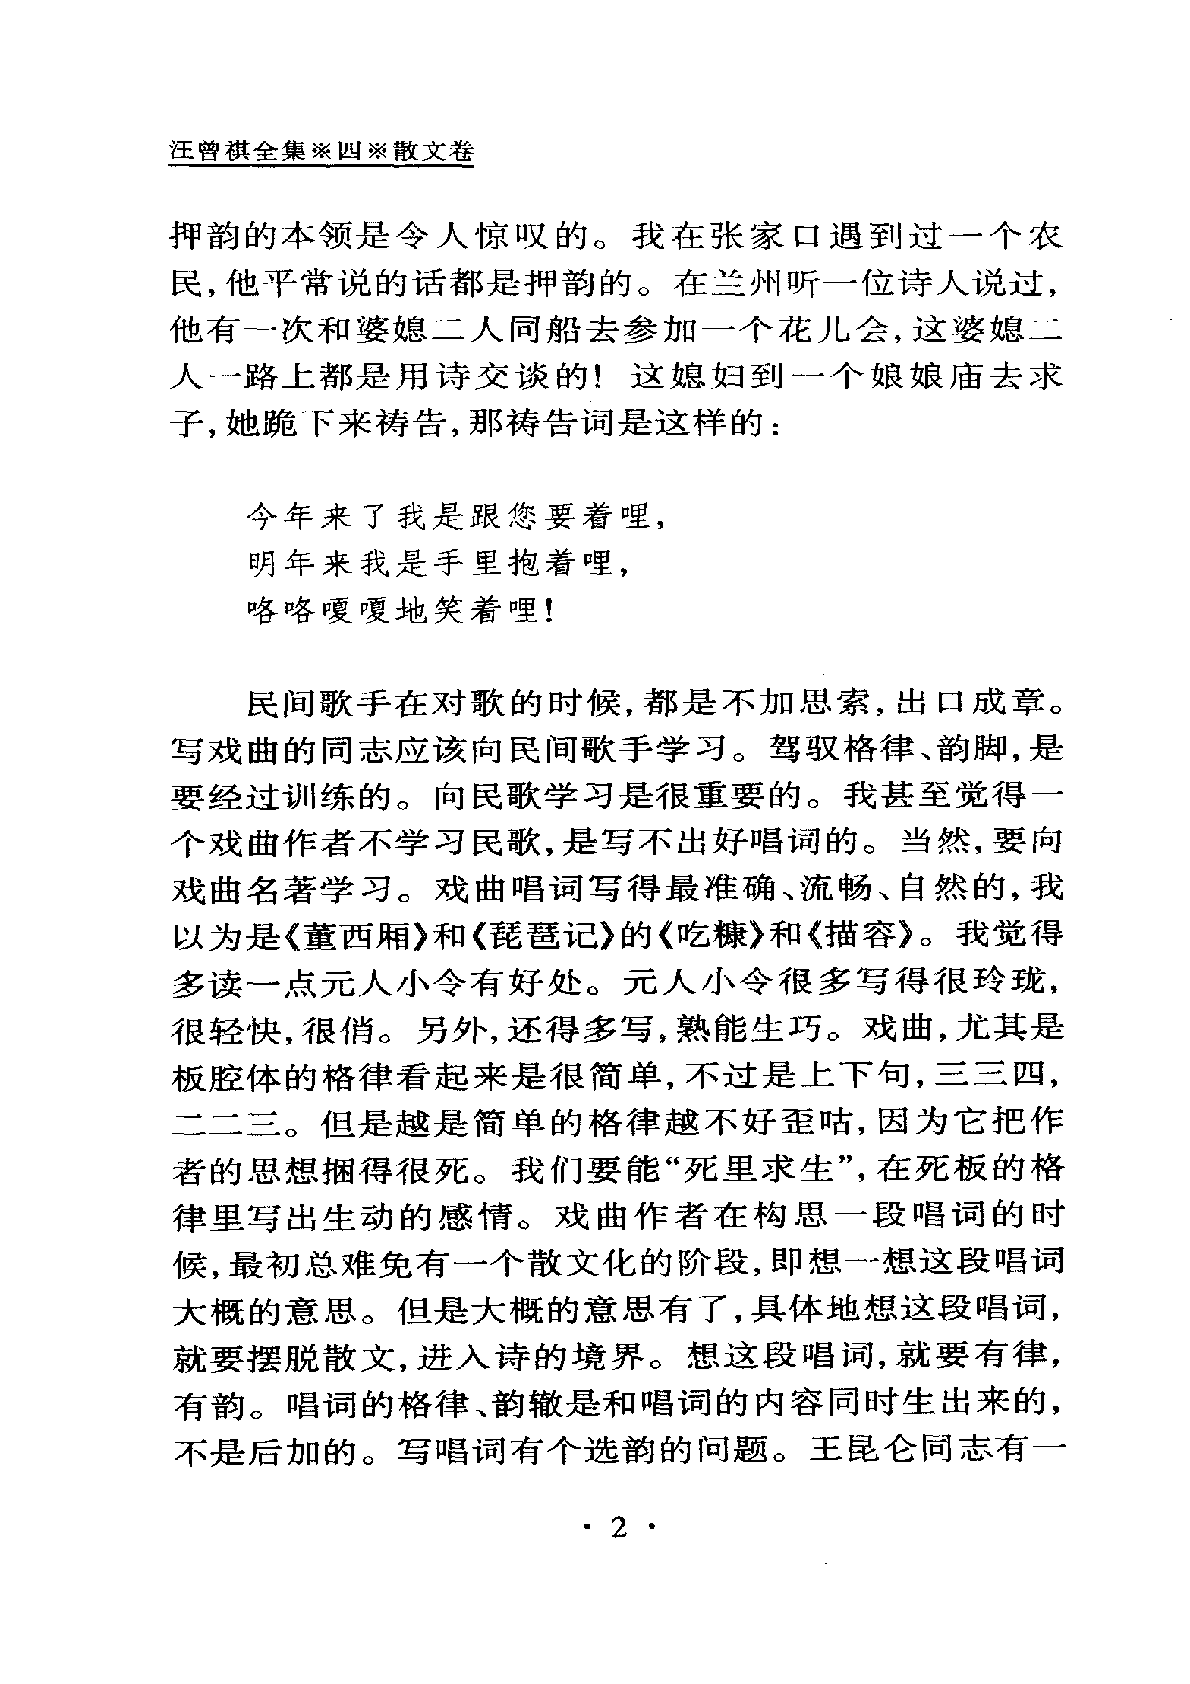 汪曾祺全集※四※散文卷
押韵的本领是令人惊叹的。我在张家口遇到过一个农
民,他平常说的话都是押韵的。在兰州听一位诗人说过,
他有一次和婆媳二人同船去参加一个花儿会,这婆媳二
人一路上都是用诗交谈的!这媳妇到一个娘娘庙去求
子,她跪下来祷告,那祷告词是这样的:
今年来了我是跟您要着哩,
明年来我是手里抱着哩,
咯咯嘎嘎地笑着哩!
民间歌手在对歌的时候,都是不加思索,出口成章。
写戏曲的同志应该向民间歌手学习。驾驭格律、韵脚,是
要经过训练的。向民歌学习是很重要的。我甚至觉得一
个戏曲作者不学习民歌,是写不出好唱词的。当然,要向
戏曲名著学习。戏曲唱词写得最准确、流畅、自然的,我
以为是《董西厢》和《琵琶记》的《吃糠》和《描容》。我觉得
多读一点元人小令有好处。元人小令很多写得很玲珑,
很轻快,很俏。另外,还得多写,熟能生巧。戏曲,尤其是
板腔体的格律看起来是很简单,不过是上下句,三三四,
二二三。但是越是简单的格律越不好歪咕,因为它把作
者的思想捆得很死。我们要能“死里求生”,在死板的格
律里写出生动的感情。戏曲作者在构思一段唱词的时
候,最初总难免有一个散文化的阶段,即想一想这段唱词
大概的意思。但是大概的意思有了,具体地想这段唱词,
就要摆脱散文,进入诗的境界。想这段唱词,就要有律,
有韵。唱词的格律、韵辙是和唱词的内容同时生出来的,
不是后加的。写唱词有个选韵的问题。王昆仑同志有一
· 2 ·